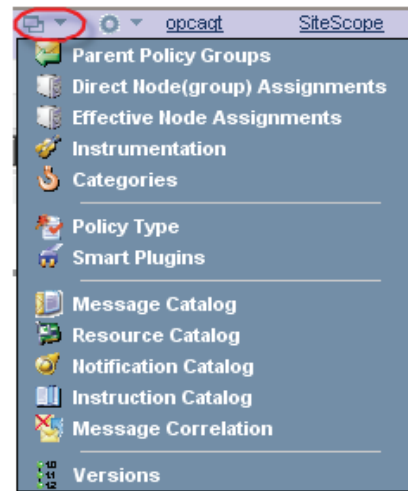 opcaqt SiteScope
Parent Policy Groups
Direct Node(group) Assignments
Effective Node Assignments
Instrumentation
Categories
Policy Type
Smart Plugins
Message Catalog
Resource Catalog
Notification Catalog
Instruction Catalog
Message Correlation
Versions